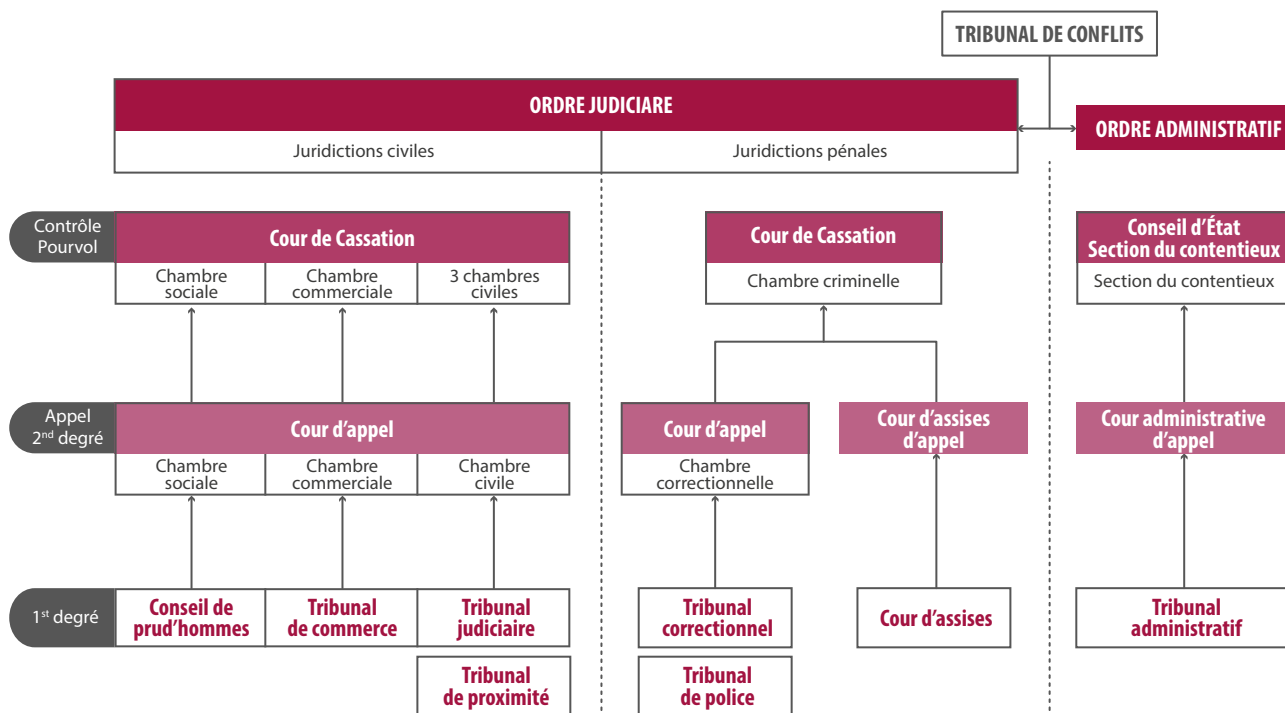 TRIBUNAL DE CONFLITS
ORDRE JUDICIARE
ORDRE ADMINISTRATIF
Juridictions civiles
Juridictions pénales
Contrôle
Pourvol
Cour de Cassation
Chambre
sociale
Chambre
commerciale
3 chambres
civiles
Cour de Cassation
Chambre criminelle
Conseil d'État
Section du contentieux
Section du contentieux
Appel
2nd degré
Cour d'appel
Chambre
sociale
Chambre
commerciale
Chambre
civile
Cour d'appel
Chambre
correctionnelle
Cour d'assises
d'appel
Cour administrative
d'appel
1st degré
Conseil de
prud'hommes
Tribunal
de commerce
Tribunal
judiciaire
Tribunal
correctionnel
Cour d'assises
Tribunal
administratif
Tribunal
de proximité
Tribunal
de police